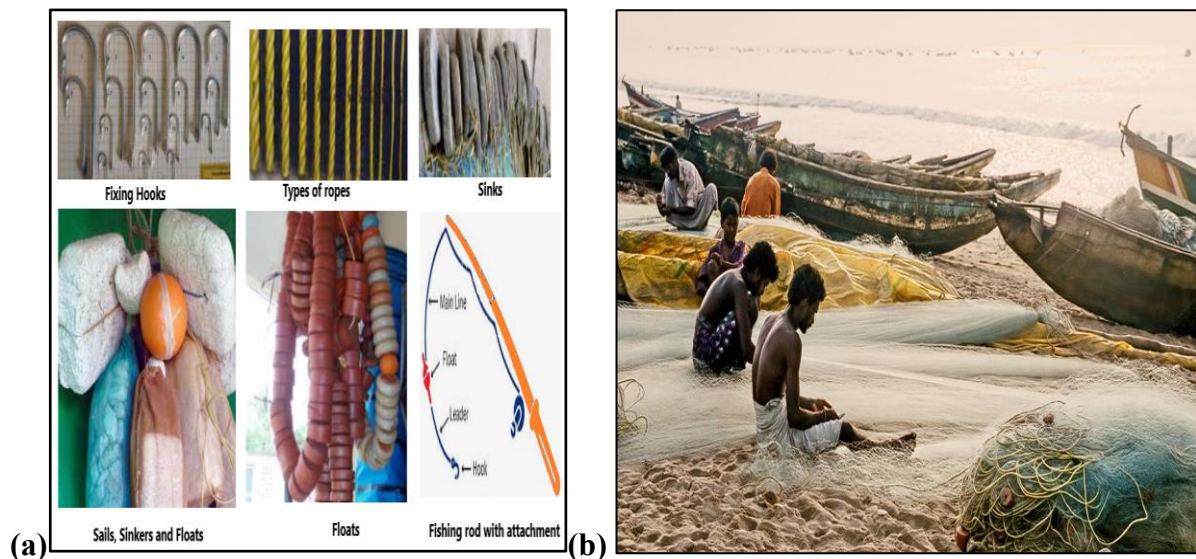 Fixing Hooks
Types of ropes
Sinks
Main Line
Float
Leader
Hook
Sails, Sinkers and Floats
Floats
Fishing rod with attachment
(a)
(b)